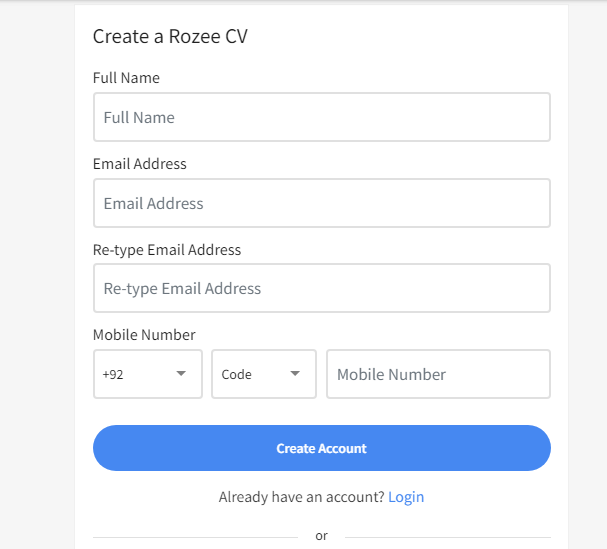 Create a Rozee CV
Full Name
Full Name
Email Address
Email Address
Re-type Email Address
Re-type Email Address
Mobile Number
+92 Code Mobile Number
Create Account
Already have an account? Login
or